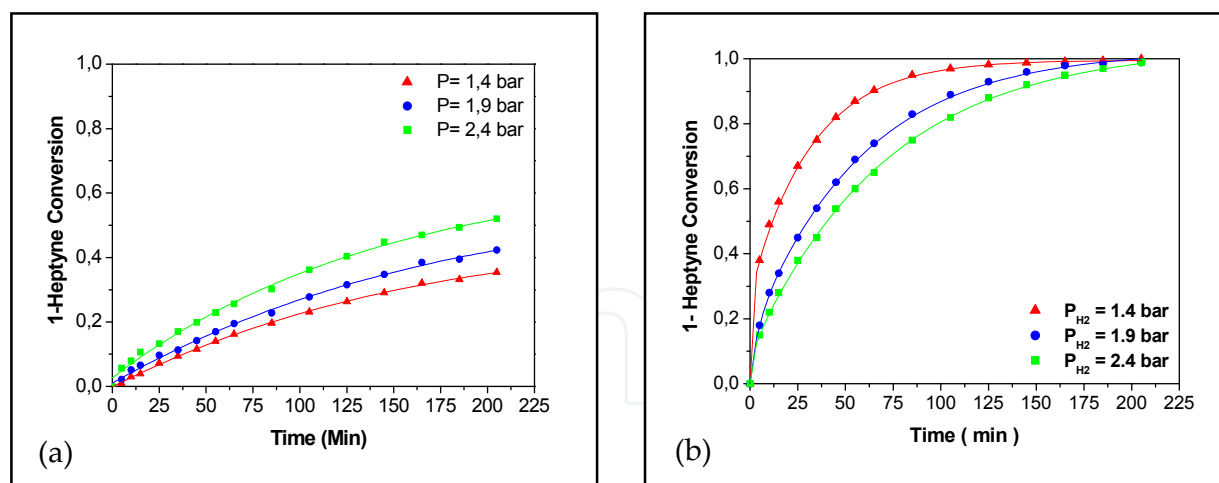 1,0
0,8
0,6
0,4
0,2
0,0
1-Heptyne Conversion
P= 1,4 bar
P= 1,9 bar
P= 2,4 bar
0 25 50 75 100 125 150 175 200 225
Time (Min)
(a)
1,0
0,8
0,6
0,4
0,2
0,0
1- Heptyne Conversion
P_H2 = 1.4 bar
P_H2 = 1.9 bar
P_H2 = 2.4 bar
0 25 50 75 100 125 150 175 200 225
Time ( min )
(b)